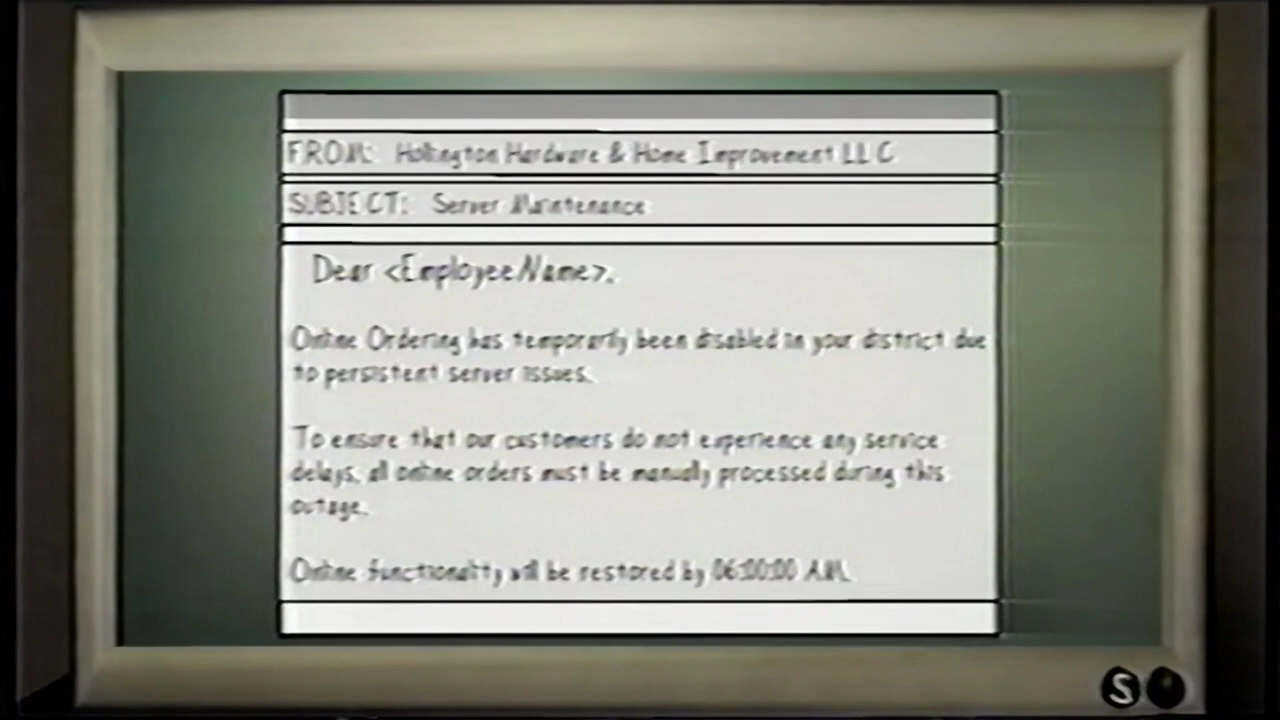 FROM: Hollington Hardware & Home Improvement LLC
SUBJECT: Server Maintenance
Dear <EmployeeName>,
Online Ordering has temporarily been disabled in your district due
to persistent server issues.
To ensure that our customers do not experience any service
delays, all online orders must be manually processed during this
outage.
Online functionality will be restored by 06:00:00 A.M.
S